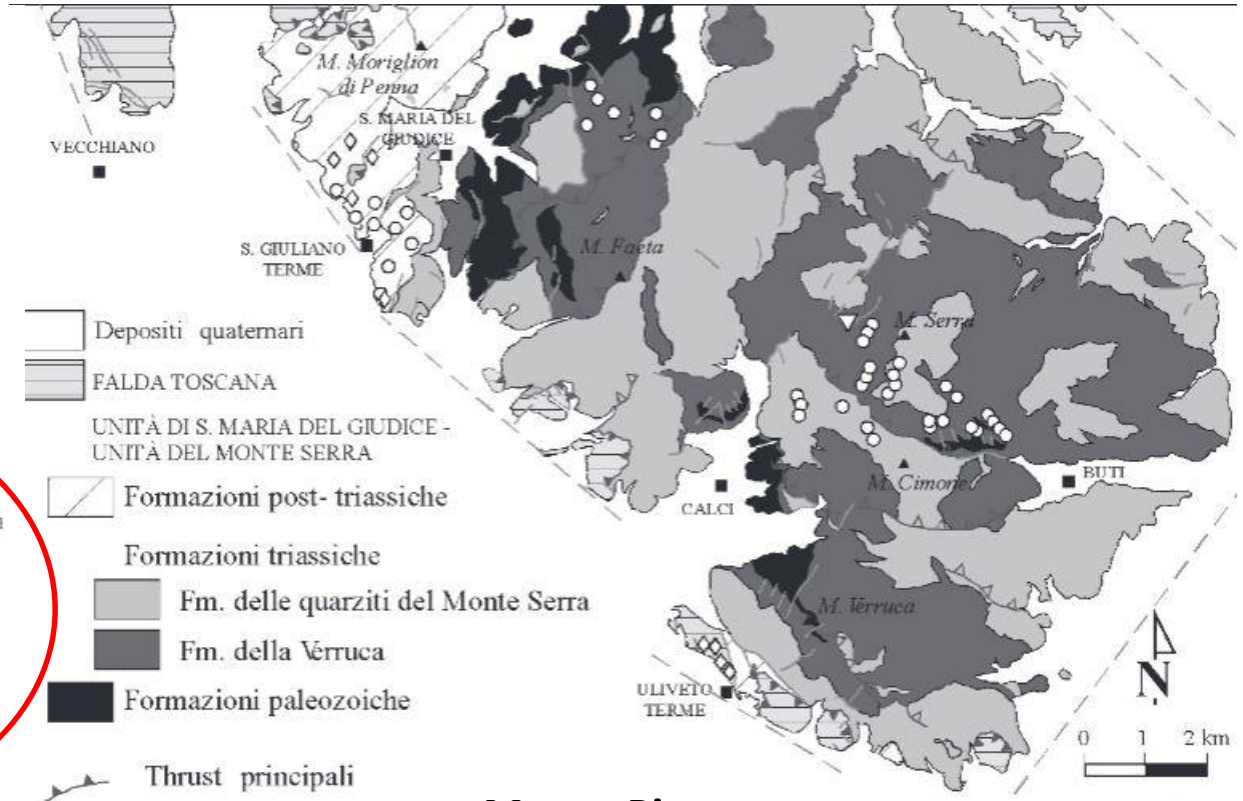 M. Moriglion
di Penna
S. MARIA DEL
GIUDICE
VECCHIANO
S. GIULIANO
TERME
M. Faeta
M. Serra
Depositi quaternari
FALDA TOSCANA
UNITÀ DI S. MARIA DEL GIUDICE -
UNITÀ DEL MONTE SERRA
Formazioni post- triassiche
CALCI
M. Cimone
BUTI
Formazioni triassiche
Fm. delle quarziti del Monte Serra
M. Verruca
Fm. della Verruca
Formazioni paleozoiche
ULIVETO
TERME
N
0 1 2 km
Thrust principali